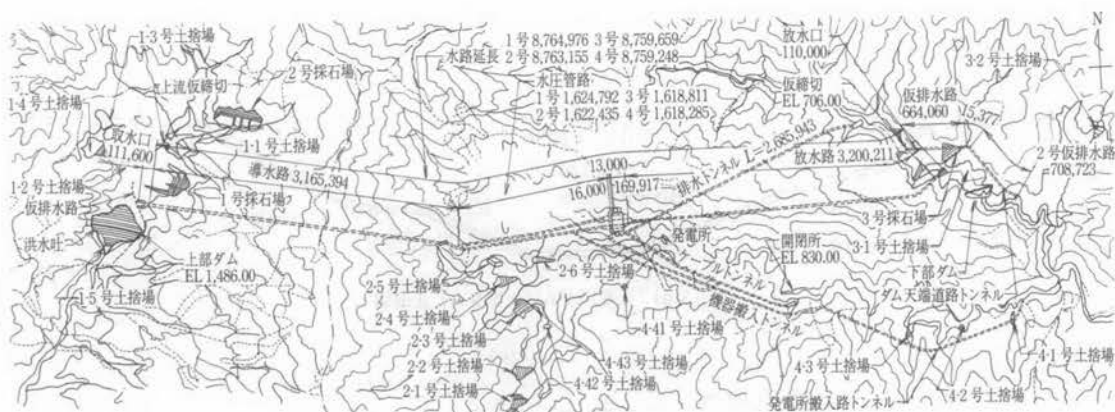 1-3号土捨場
上流仮締切
2号採石場
1-4号土捨場
取水口
111,600
1-1号土捨場
導水路 3,165,394
1-2号土捨場
仮排水路
1号採石場
洪水吐
上部ダム
EL 1,486.00
1-5号土捨場
水路延長
1号 8,764,976 3号 8,759,659
2号 8,763,155 4号 8,759,248
水圧管路
1号 1,624,792 3号 1,618,811
2号 1,622,435 4号 1,618,285
13,000
16,000
169,917
排水トンネル L=2,685,943
放水口
110,000
仮締切
EL 706.00
仮排水路
664,060
15,377
3-2号土捨場
N
放水路 3,200,211
2号仮排水路
708,723
3号採石場
3-1号土捨場
発電所
開閉所
EL 830.00
下部ダム
ダム天端道路トンネル
ケーブルトンネル
機器搬入トンネル
2-6号土捨場
2-5号土捨場
2-4号土捨場
2-3号土捨場
2-2号土捨場
2-1号土捨場
4-41号土捨場
4-43号土捨場
4-42号土捨場
4-3号土捨場
4-1号土捨場
4-2号土捨場
発電所搬入路トンネル